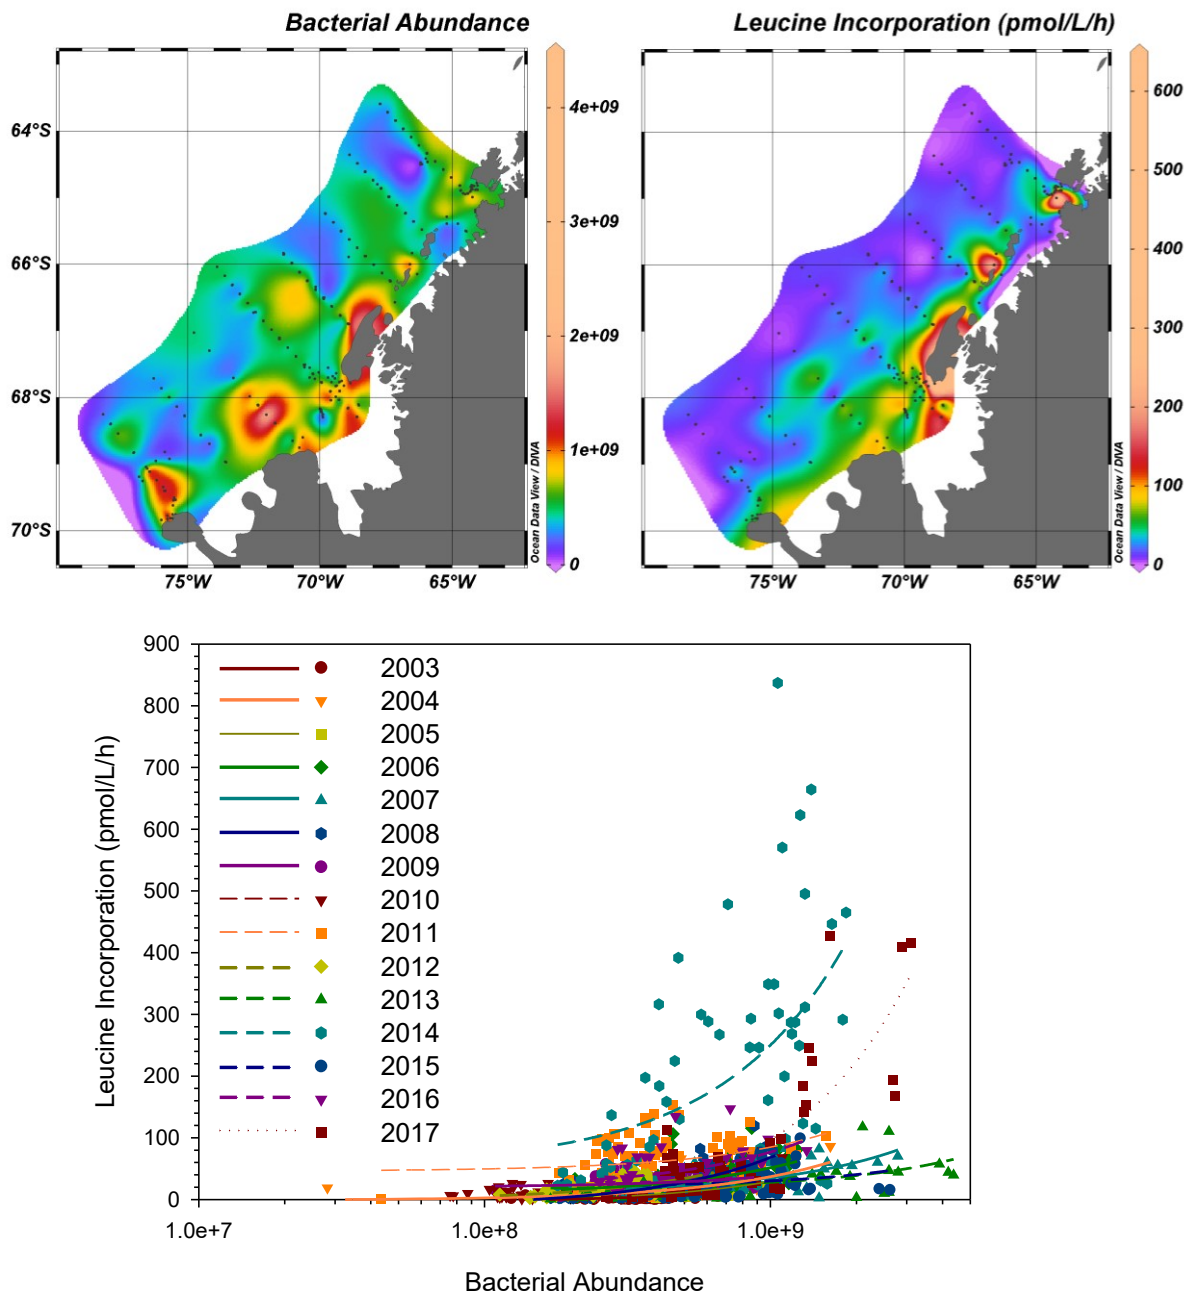 Bacterial Abundance
Leucine Incorporation (pmol/L/h)
4e+09
3e+09
2e+09
1e+09
0
64°S
66°S
68°S
70°S
75°W
70°W
65°W
Ocean Data View / DIVA
600
500
400
300
200
100
0
75°W
70°W
65°W
Ocean Data View / DIVA
900
800
700
600
500
400
300
200
100
0
Leucine Incorporation (pmol/L/h)
2003
2004
2005
2006
2007
2008
2009
2010
2011
2012
2013
2014
2015
2016
2017
1.0e+7
1.0e+8
1.0e+9
Bacterial Abundance